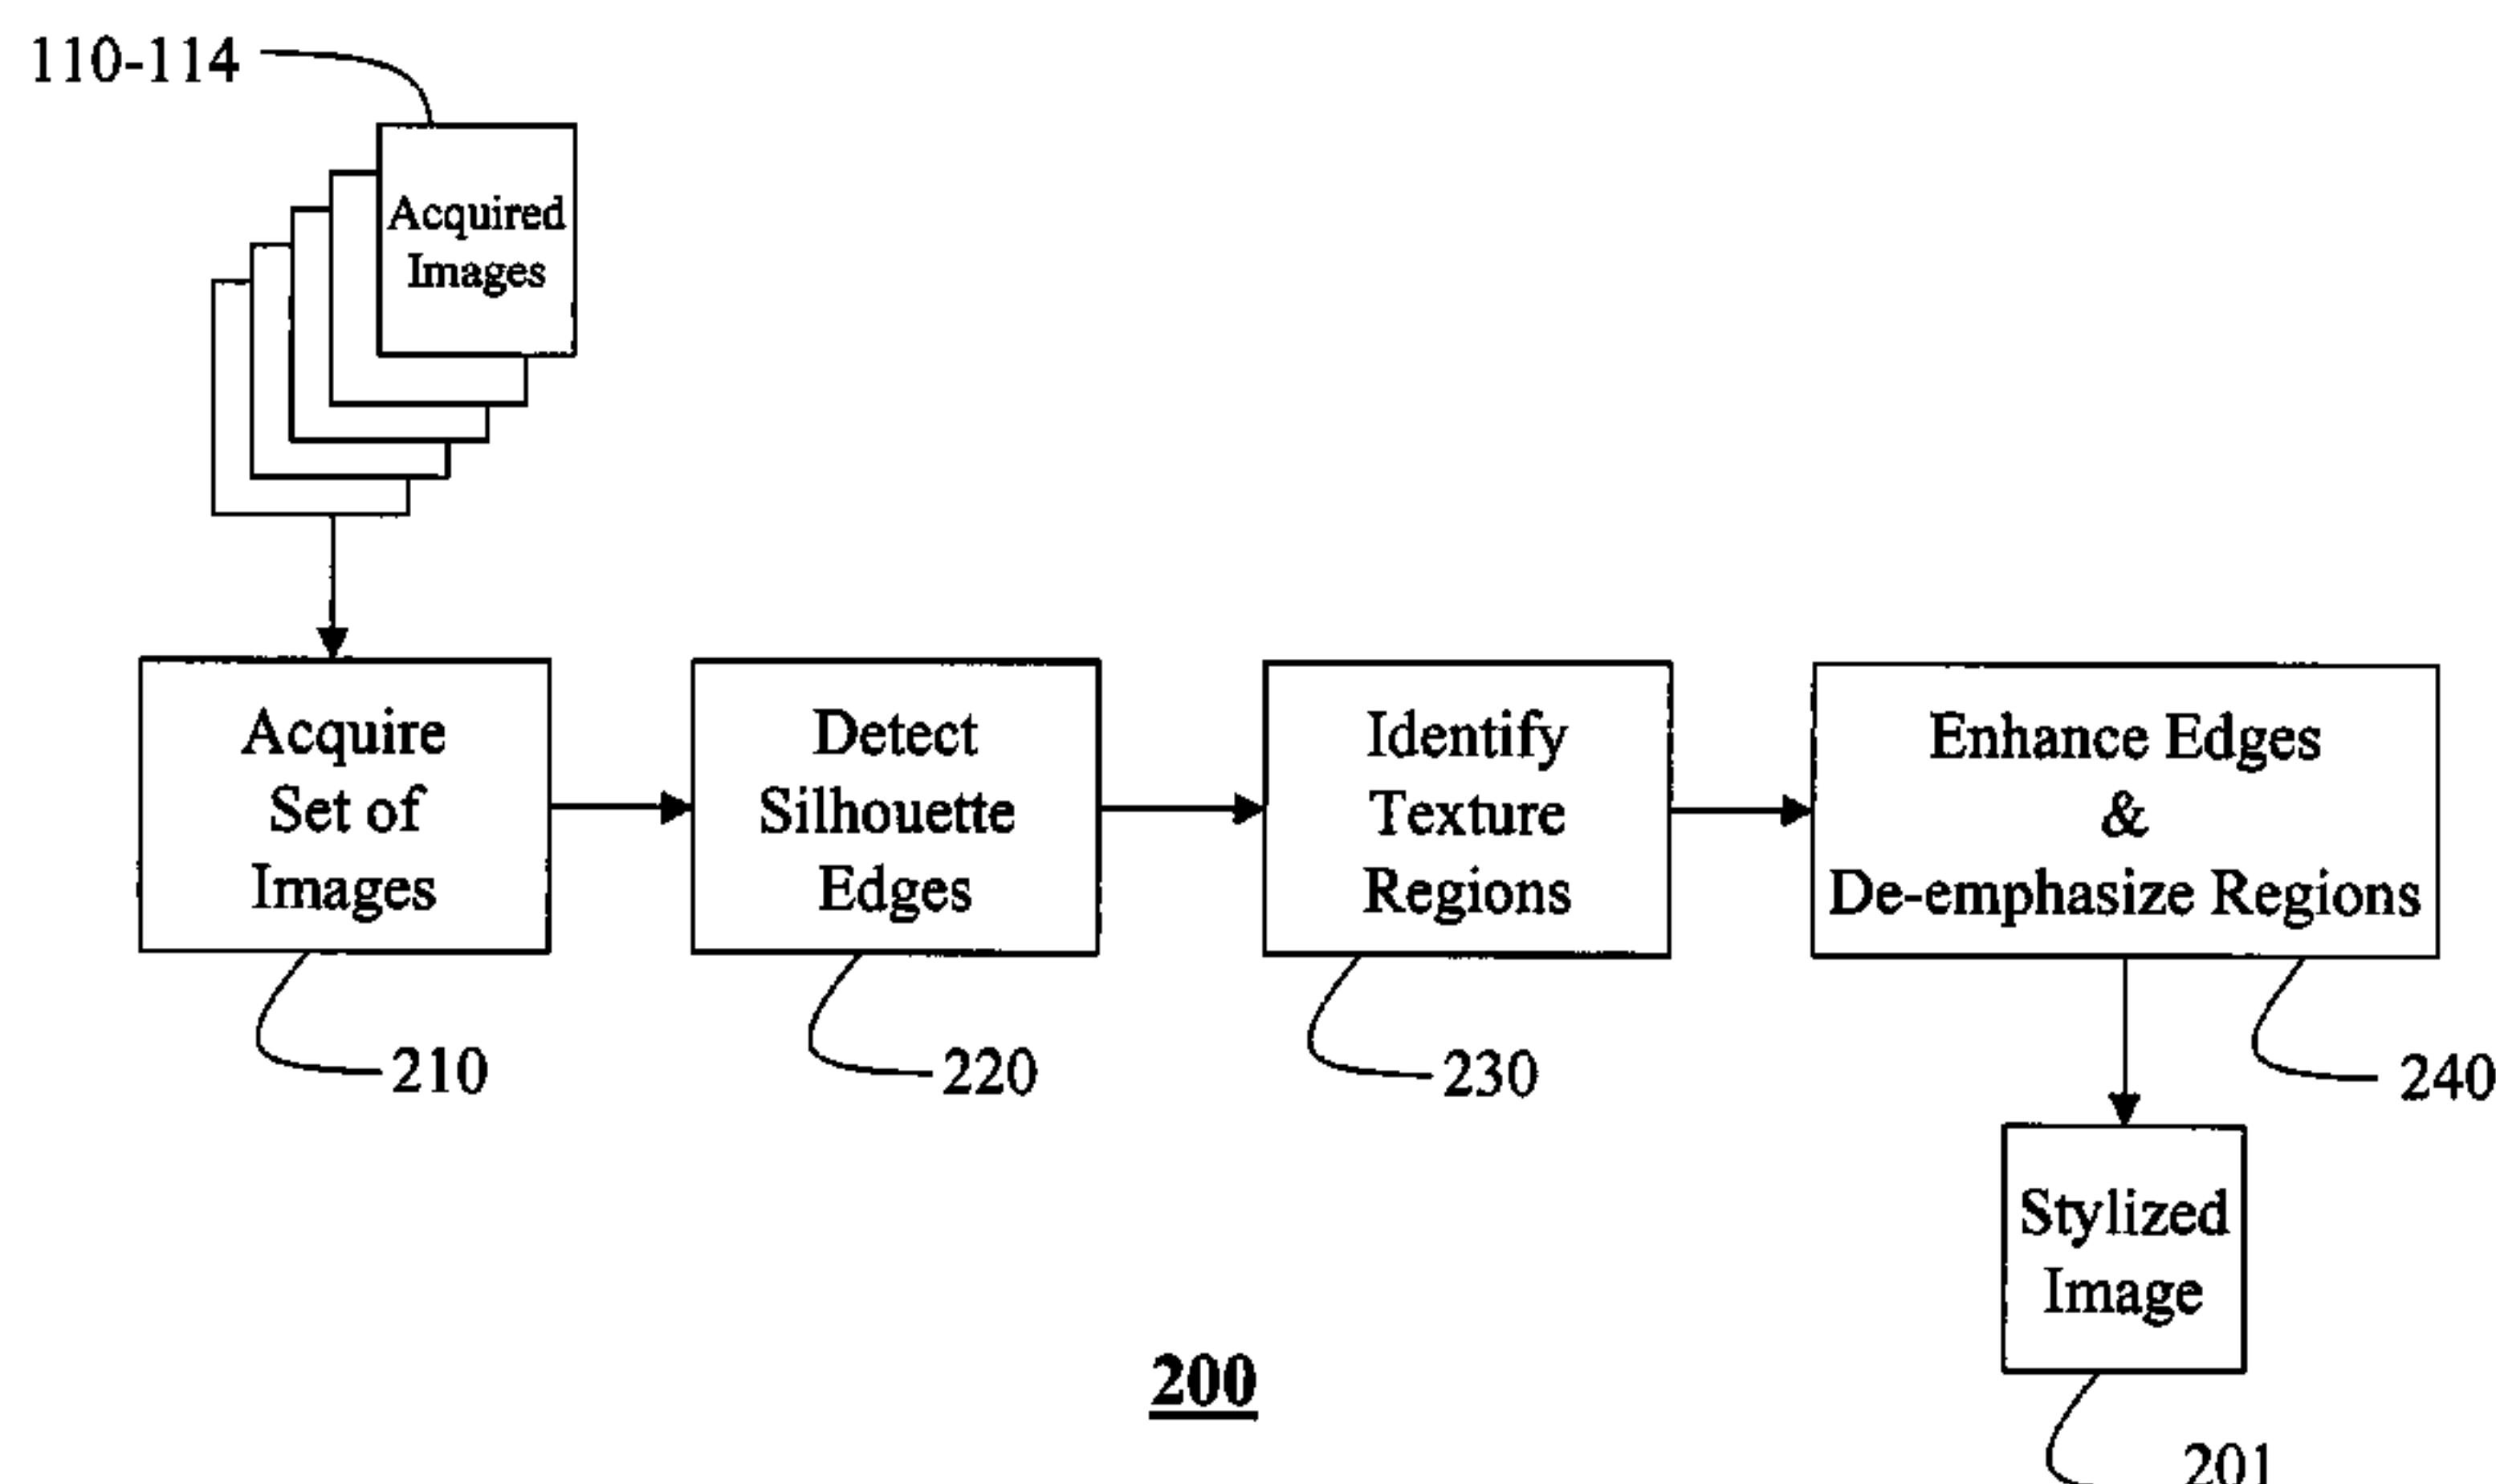 110-114
Acquired
Images
Acquire
Set of
Images
210
Detect
Silhouette
Edges
220
Identify
Texture
Regions
230
Enhance Edges
&
De-emphasize Regions
240
Stylized
Image
201
200